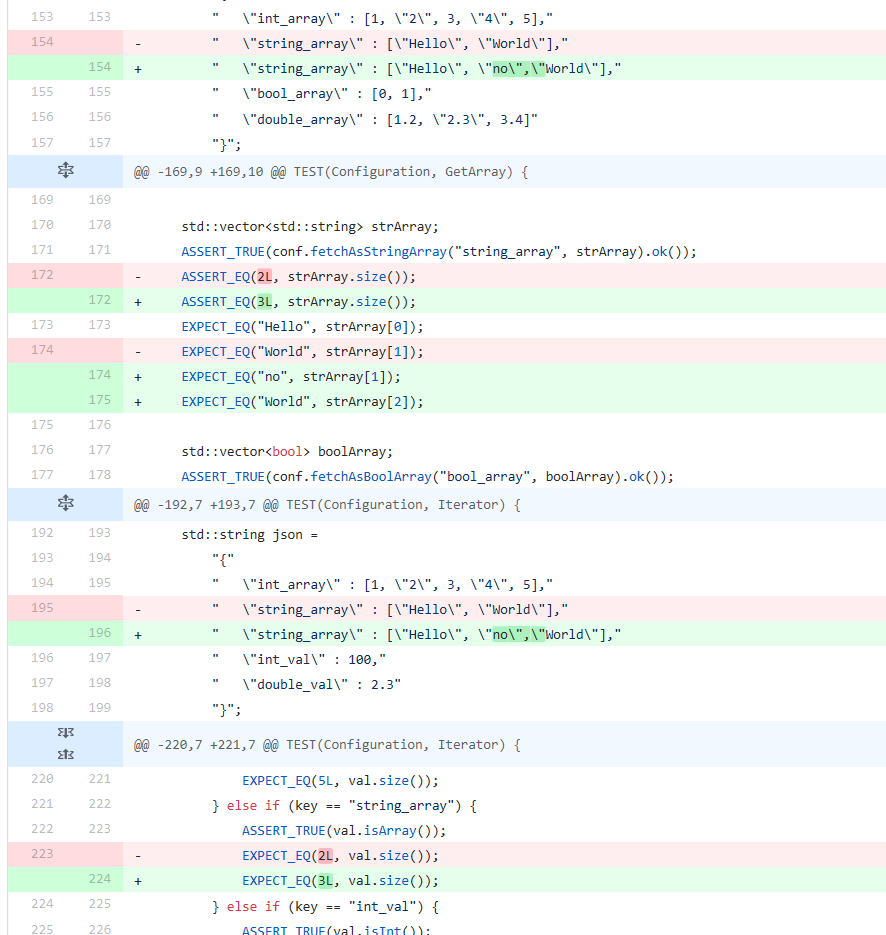 153 153 "   \"int_array\" : [1, \"2\", 3, \"4\", 5],"
154 - "   \"string_array\" : [\"Hello\", \"World\"],"
154 + "   \"string_array\" : [\"Hello\", \"no\",\"World\"],"
155 155 "   \"bool_array\" : [0, 1],"
156 156 "   \"double_array\" : [1.2, \"2.3\", 3.4]"
157 157 "}";
@@ -169,9 +169,10 @@ TEST(Configuration, GetArray) {
169 169
170 170 std::vector<std::string> strArray;
171 171 ASSERT_TRUE(conf.fetchAsStringArray("string_array", strArray).ok());
172 - ASSERT_EQ(2L, strArray.size());
172 + ASSERT_EQ(3L, strArray.size());
173 173 EXPECT_EQ("Hello", strArray[0]);
174 - EXPECT_EQ("World", strArray[1]);
174 + EXPECT_EQ("no", strArray[1]);
175 + EXPECT_EQ("World", strArray[2]);
175 176
176 177 std::vector<bool> boolArray;
177 178 ASSERT_TRUE(conf.fetchAsBoolArray("bool_array", boolArray).ok());
@@ -192,7 +193,7 @@ TEST(Configuration, Iterator) {
192 193 std::string json =
193 194 "{"
194 195 "   \"int_array\" : [1, \"2\", 3, \"4\", 5],"
195 - "   \"string_array\" : [\"Hello\", \"World\"],"
196 + "   \"string_array\" : [\"Hello\", \"no\",\"World\"],"
196 197 "   \"int_val\" : 100,"
197 198 "   \"double_val\" : 2.3"
198 199 "}";
@@ -220,7 +221,7 @@ TEST(Configuration, Iterator) {
220 221 EXPECT_EQ(5L, val.size());
221 222 } else if (key == "string_array") {
222 223 ASSERT_TRUE(val.isArray());
223 - EXPECT_EQ(2L, val.size());
224 + EXPECT_EQ(3L, val.size());
224 225 } else if (key == "int_val") {
225 226 ASSERT_TRUE(val.isInt());